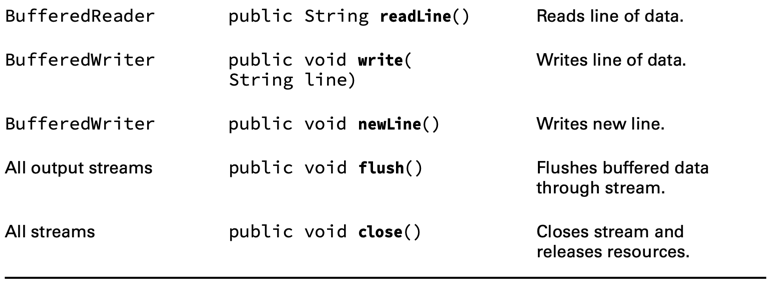 BufferedReader public String readLine() Reads line of data.
BufferedWriter public void write( Writes line of data.
String line)
BufferedWriter public void newLine() Writes new line.
All output streams public void flush() Flushes buffered data
through stream.
All streams public void close() Closes stream and
releases resources.